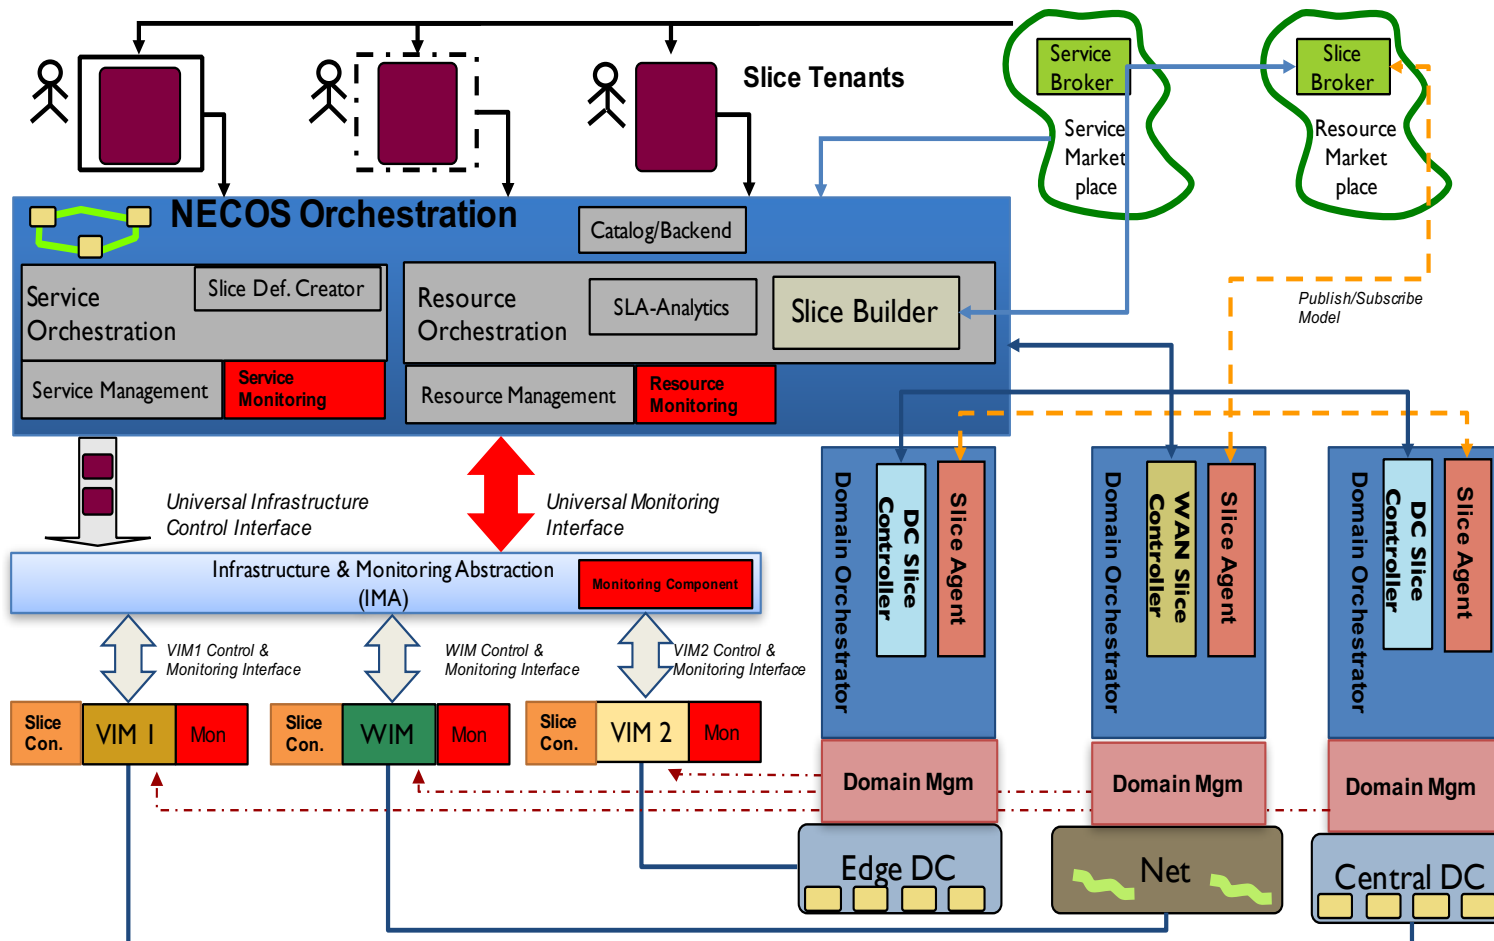 Slice Tenants
Service
Broker
Service
Market
place
Slice
Broker
Resource
Market
place
NECOS Orchestration
Catalog/Backend
Service
Orchestration
Slice Def. Creator
Resource
Orchestration
SLA-Analytics
Slice Builder
Publish/Subscribe
Model
Service Management
Service
Monitoring
Resource Management
Resource
Monitoring
Universal Infrastructure
Control Interface
Universal Monitoring
Interface
Infrastructure & Monitoring Abstraction
(IMA)
Monitoring Component
VIM1 Control &
Monitoring Interface
WIM Control &
Monitoring Interface
VIM2 Control &
Monitoring Interface
Slice
Con.
VIM 1
Mon
Slice
Con.
WIM
Mon
Slice
Con.
VIM 2
Mon
Domain Orchestrator
DC Slice
Controller
Slice Agent
Domain Orchestrator
WAN Slice
Controller
Slice Agent
Domain Orchestrator
DC Slice
Controller
Slice Agent
Domain Mgm
Domain Mgm
Domain Mgm
Edge DC
Net
Central DC